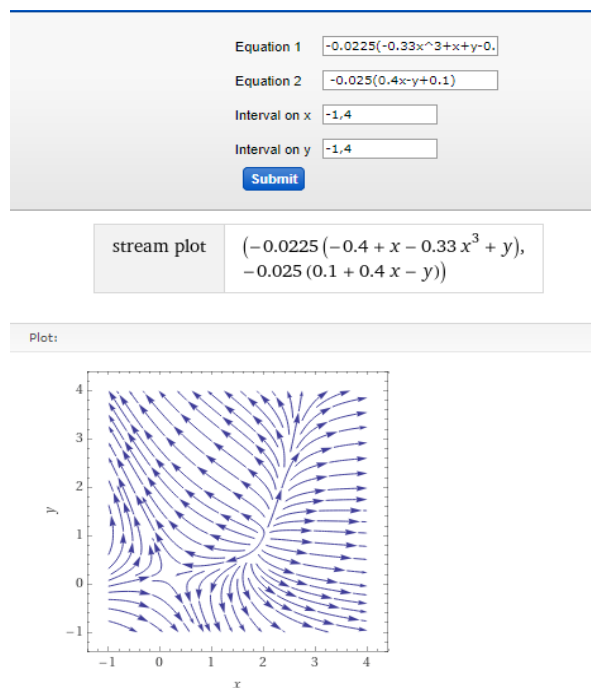 Equation 1 -0.0225(-0.33x^3+x+y-0.
Equation 2 -0.025(0.4x-y+0.1)
Interval on x -1,4
Interval on y -1,4
Submit
stream plot (−0.0225 (−0.4 + x − 0.33 x³ + y),
−0.025 (0.1 + 0.4 x − y))
Plot:
4
3
2
y
1
0
−1
−1 0 1 2 3 4
x